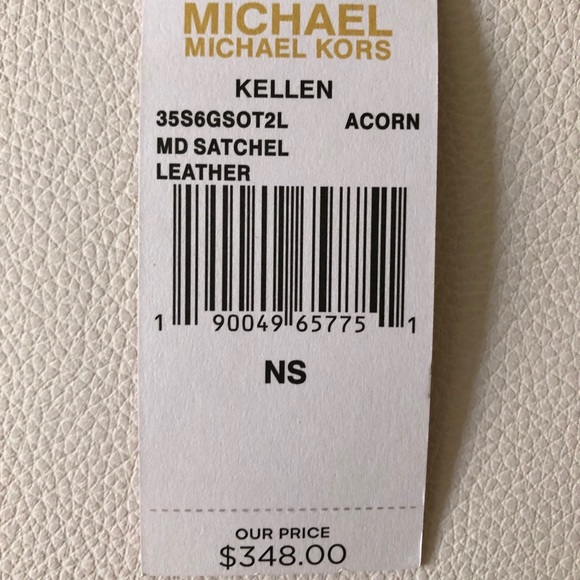 MICHAEL
MICHAEL KORS
KELLEN
35S6GSOT2L ACORN
MD SATCHEL
LEATHER
1 90049 65775 1
NS
OUR PRICE
$348.00